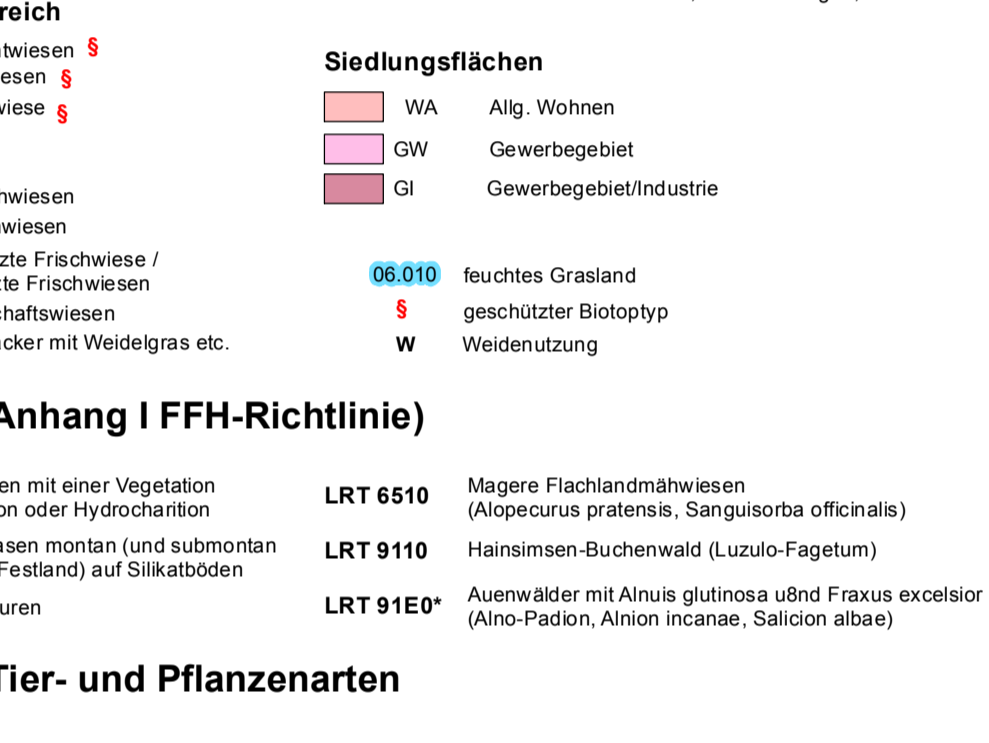 reich
twiesen §
esen §
wiese §
hwiesen
wiesen
zte Frischwiese /
te Frischwiesen
chaftswiesen
cker mit Weidelgras etc.
Siedlungsflächen
WA Allg. Wohnen
GW Gewerbegebiet
GI Gewerbegebiet/Industrie
06.010 feuchtes Grasland
§ geschützter Biotoptyp
W Weidenutzung
Anhang I FFH-Richtlinie)
en mit einer Vegetation
on oder Hydrocharition
asen montan (und submontan
Festland) auf Silikatböden
uren
LRT 6510 Magere Flachlandmähwiesen
(Alopecurus pratensis, Sanguisorba officinalis)
LRT 9110 Hainsimsen-Buchenwald (Luzulo-Fagetum)
LRT 91E0* Auenwälder mit Alnuis glutinosa u8nd Fraxus excelsior
(Alno-Padion, Alnion incanae, Salicion albae)
Tier- und Pflanzenarten